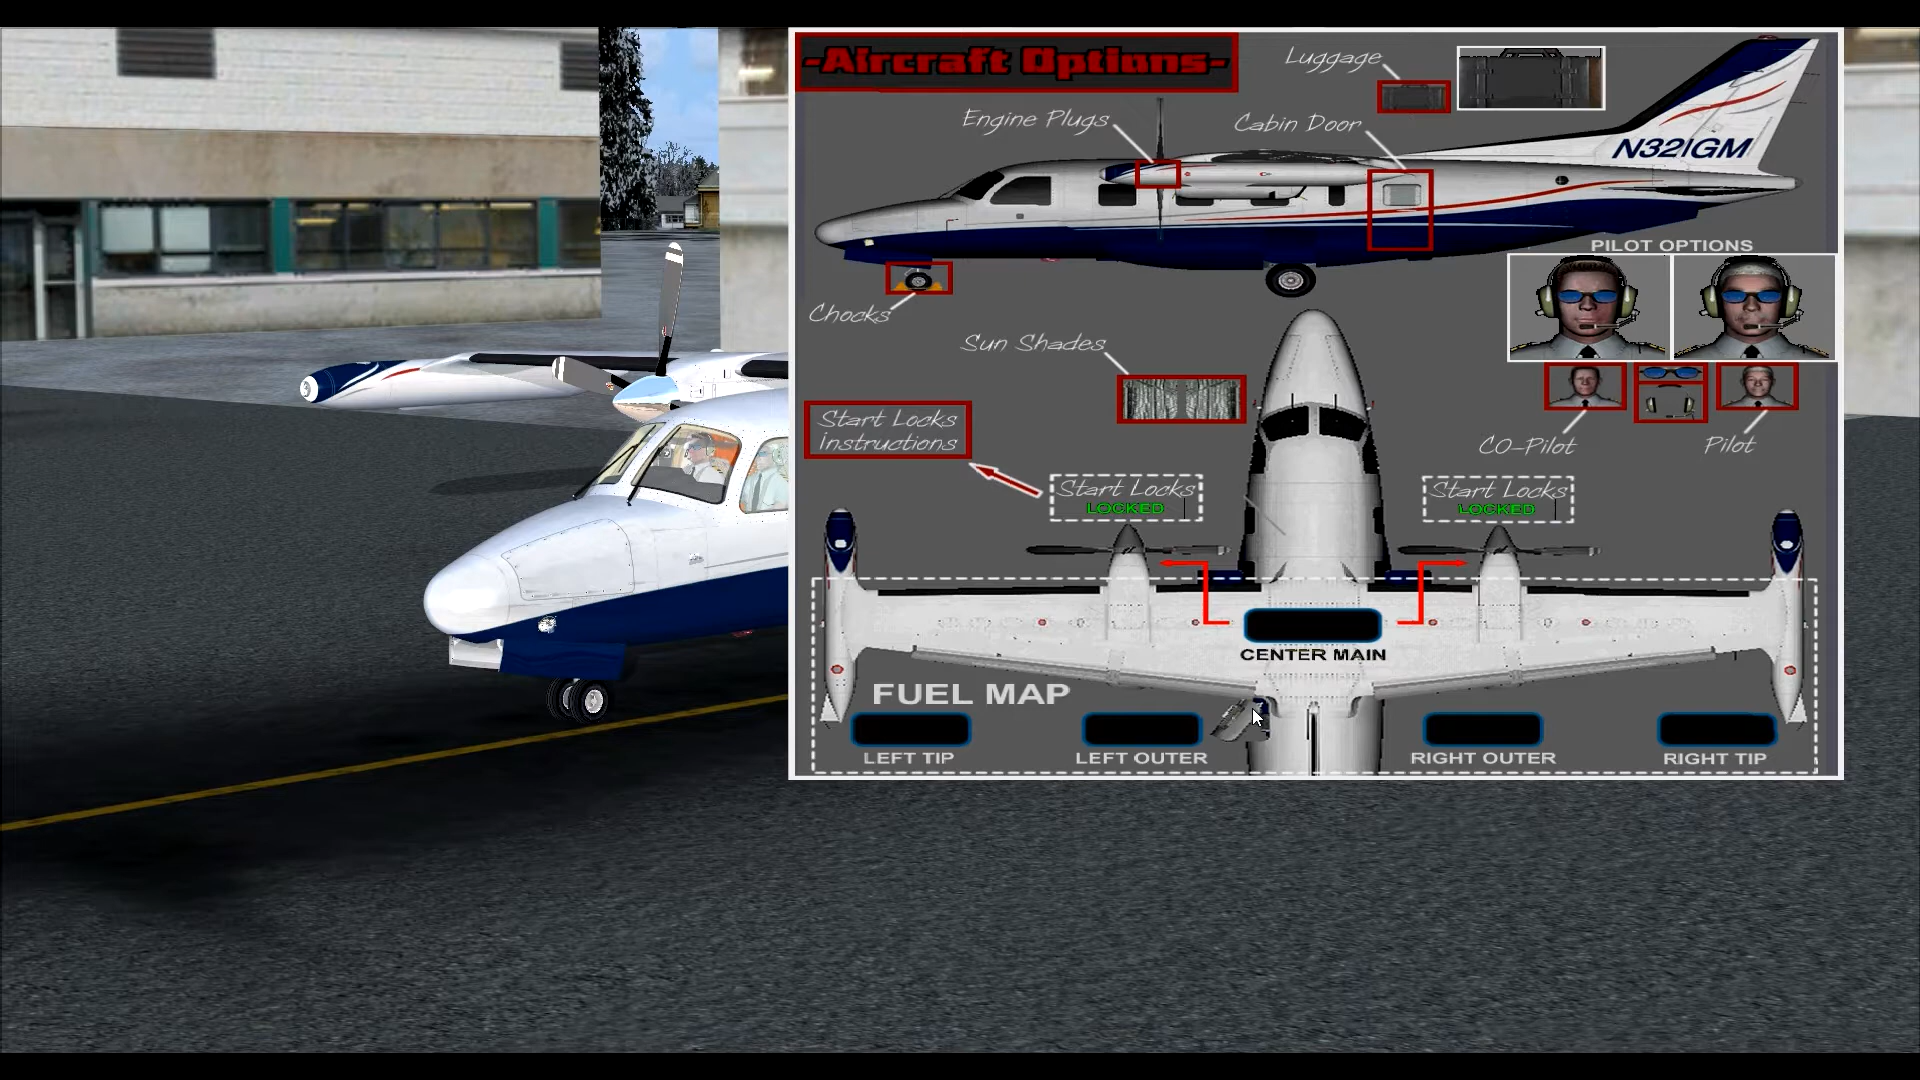 -Aircraft Options-
Luggage
Engine Plugs
Cabin Door
N321GM
PILOT OPTIONS
Chocks
Sun Shades
Start Locks
Instructions
CO-Pilot
Pilot
Start Locks
LOCKED
Start Locks
LOCKED
CENTER MAIN
FUEL MAP
LEFT TIP
LEFT OUTER
RIGHT OUTER
RIGHT TIP